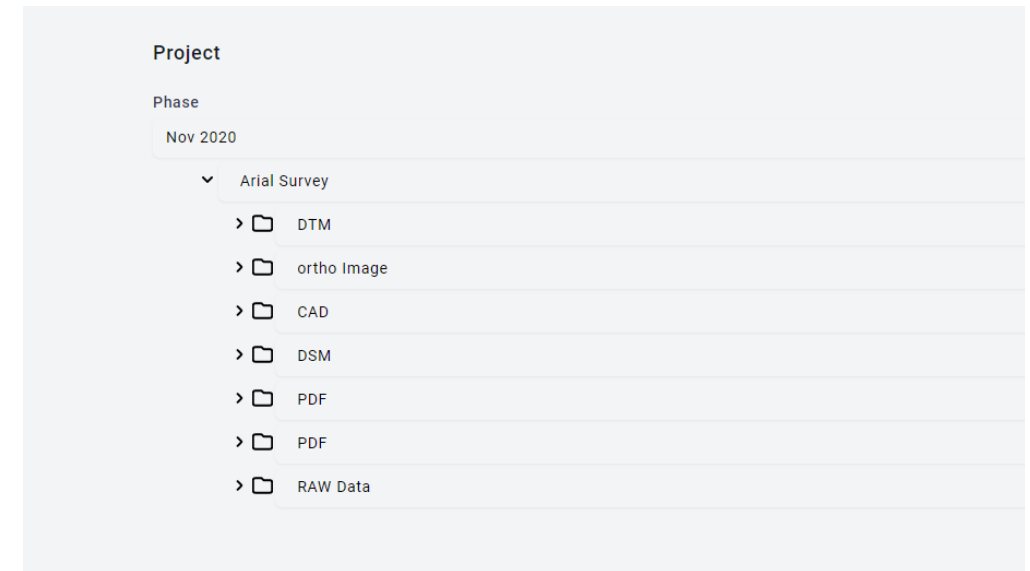 Project
Phase
Nov 2020
Arial Survey
DTM
ortho Image
CAD
DSM
PDF
PDF
RAW Data